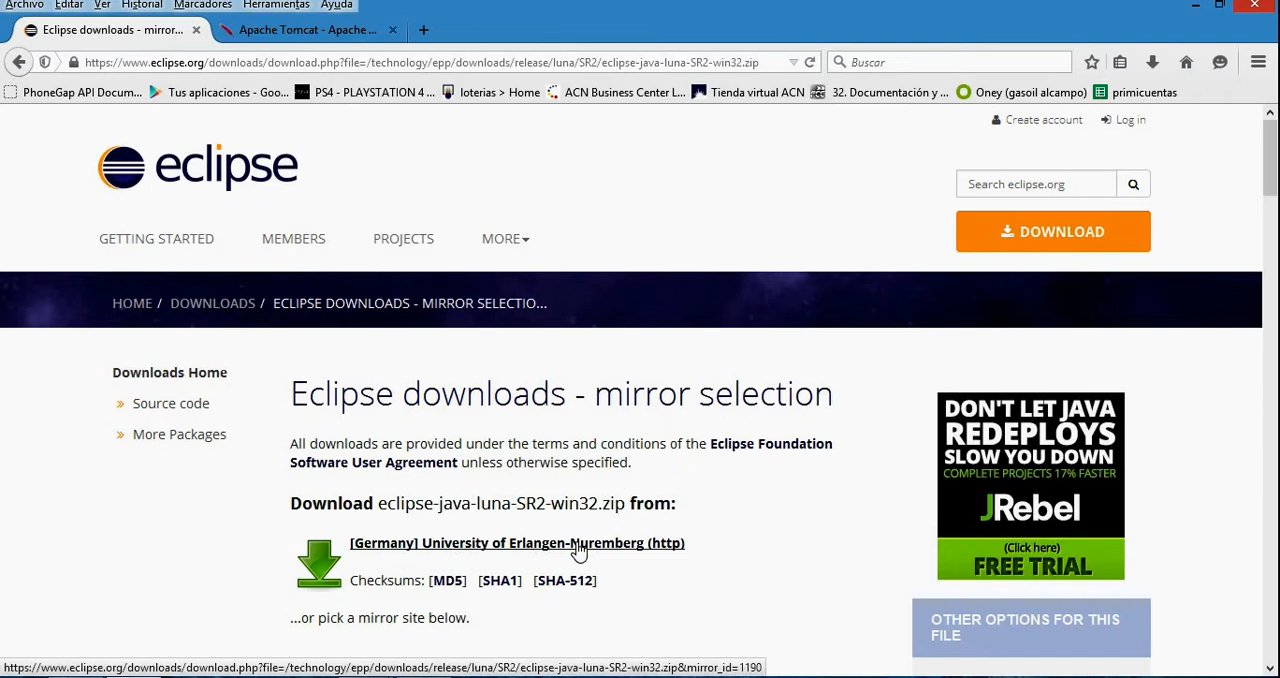 Archivo Editar Ver Historial Marcadores Herramientas Ayuda
Eclipse downloads - mirror... Apache Tomcat - Apache ...
https://www.eclipse.org/downloads/download.php?file=/technology/epp/downloads/release/luna/SR2/eclipse-java-luna-SR2-win32.zip Buscar
PhoneGap API Docum... Tus aplicaciones - Goo... PS4 - PLAYSTATION 4 ... loterias > Home ACN Business Center L... Tienda virtual ACN 32. Documentación y ... Oney (gasoil alcampo) primicuentas
Create account Log in
eclipse
Search eclipse.org
DOWNLOAD
GETTING STARTED MEMBERS PROJECTS MORE
HOME / DOWNLOADS / ECLIPSE DOWNLOADS - MIRROR SELECTIO...
Downloads Home
» Source code
» More Packages
Eclipse downloads - mirror selection
All downloads are provided under the terms and conditions of the Eclipse Foundation
Software User Agreement unless otherwise specified.
Download eclipse-java-luna-SR2-win32.zip from:
[Germany] University of Erlangen-Nuremberg (http)
Checksums: [MD5] [SHA1] [SHA-512]
...or pick a mirror site below.
DON'T LET JAVA
REDEPLOYS
SLOW YOU DOWN
COMPLETE PROJECTS 17% FASTER
JRebel
(Click here)
FREE TRIAL
OTHER OPTIONS FOR THIS
FILE
https://www.eclipse.org/downloads/download.php?file=/technology/epp/downloads/release/luna/SR2/eclipse-java-luna-SR2-win32.zip&mirror_id=1190